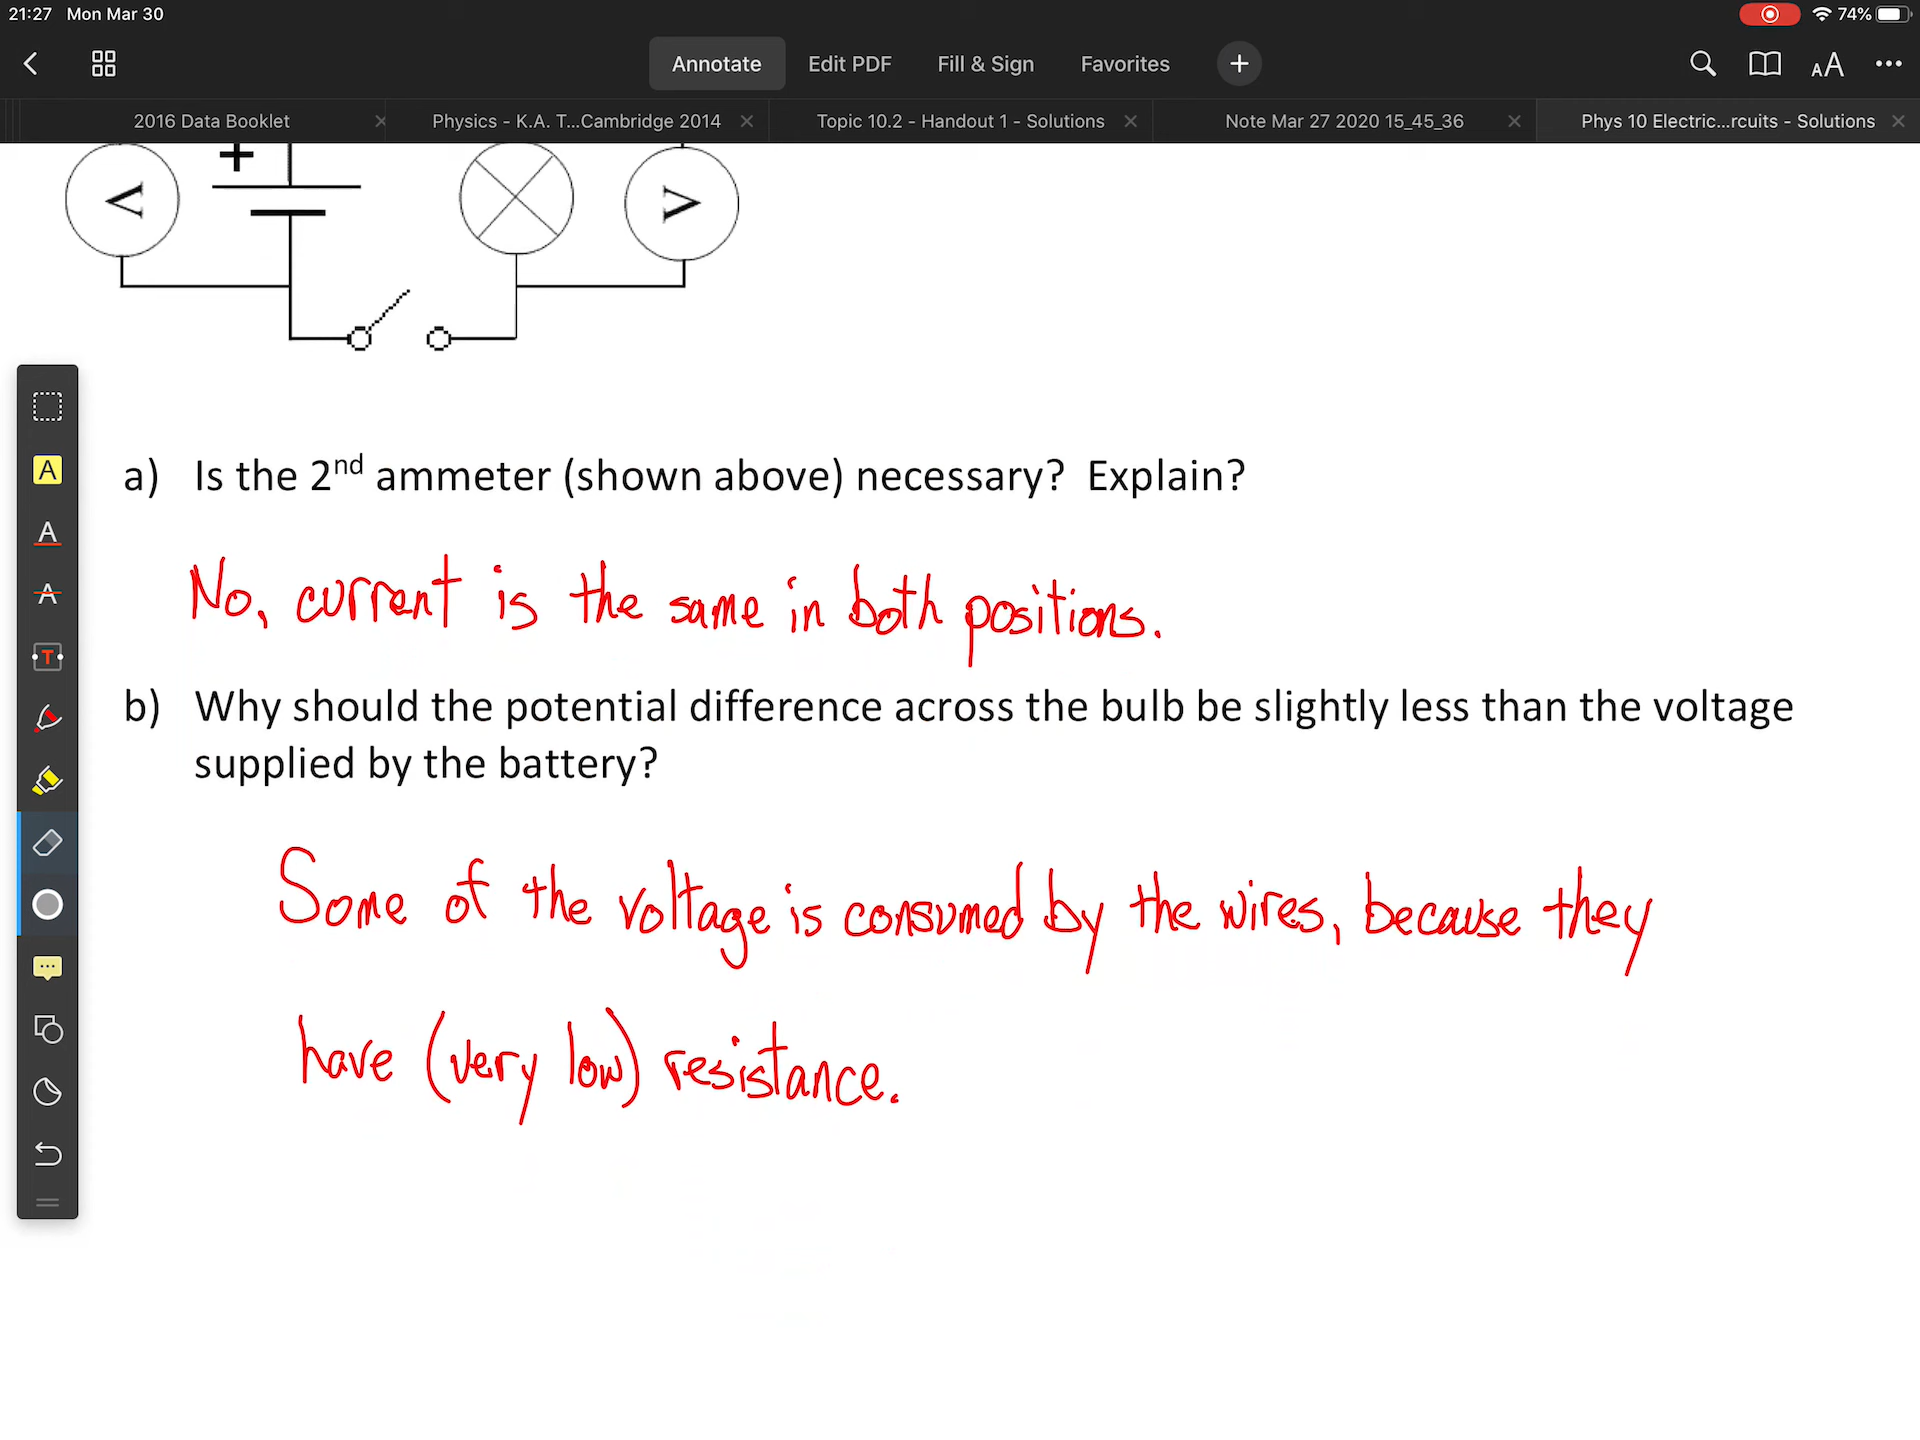 21:27 Mon Mar 30
74%
Annotate Edit PDF Fill & Sign Favorites
AA
2016 Data Booklet
Physics - K.A. T...Cambridge 2014
Topic 10.2 - Handout 1 - Solutions
Note Mar 27 2020 15_45_36
Phys 10 Electric...rcuits - Solutions
+
V V
A
A
A
T
a) Is the 2nd ammeter (shown above) necessary? Explain?
No, current is the same in both positions.
b) Why should the potential difference across the bulb be slightly less than the voltage
supplied by the battery?
Some of the voltage is consumed by the wires, because they
have (very low) resistance.